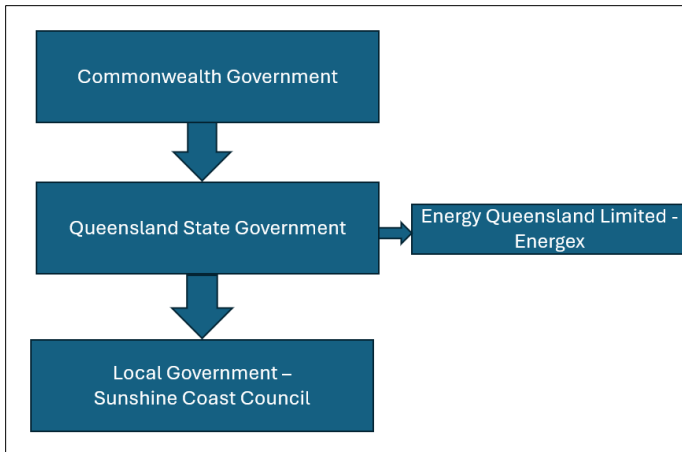 Commonwealth Government
Queensland State Government
Energy Queensland Limited -
Energex
Local Government –
Sunshine Coast Council